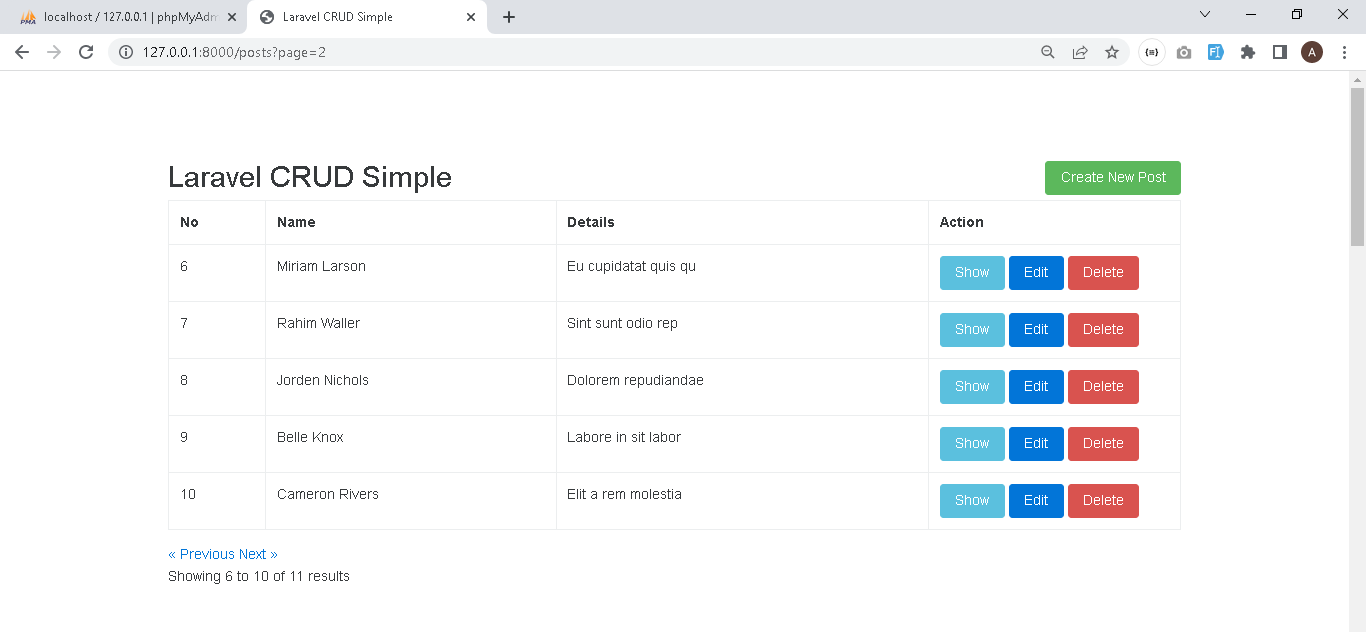 localhost / 127.0.0.1 | phpMyAdm
Laravel CRUD Simple
127.0.0.1:8000/posts?page=2
A
Laravel CRUD Simple
Create New Post
No Name Details Action
6 Miriam Larson Eu cupidatat quis qu Show Edit Delete
7 Rahim Waller Sint sunt odio rep Show Edit Delete
8 Jorden Nichols Dolorem repudiandae Show Edit Delete
9 Belle Knox Labore in sit labor Show Edit Delete
10 Cameron Rivers Elit a rem molestia Show Edit Delete
« Previous Next »
Showing 6 to 10 of 11 results